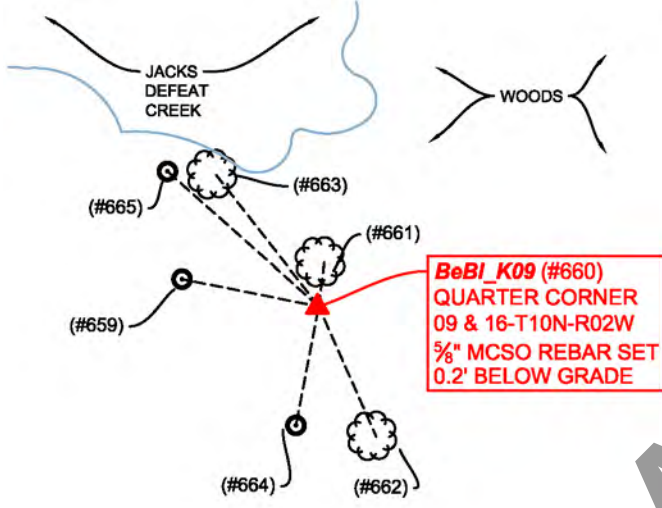 JACKS
DEFEAT
CREEK
WOODS
(#663)
(#665)
(#661)
BeBI_K09 (#660)
QUARTER CORNER
09 & 16-T10N-R02W
⅝" MCSO REBAR SET
0.2' BELOW GRADE
(#659)
(#664)
(#662)